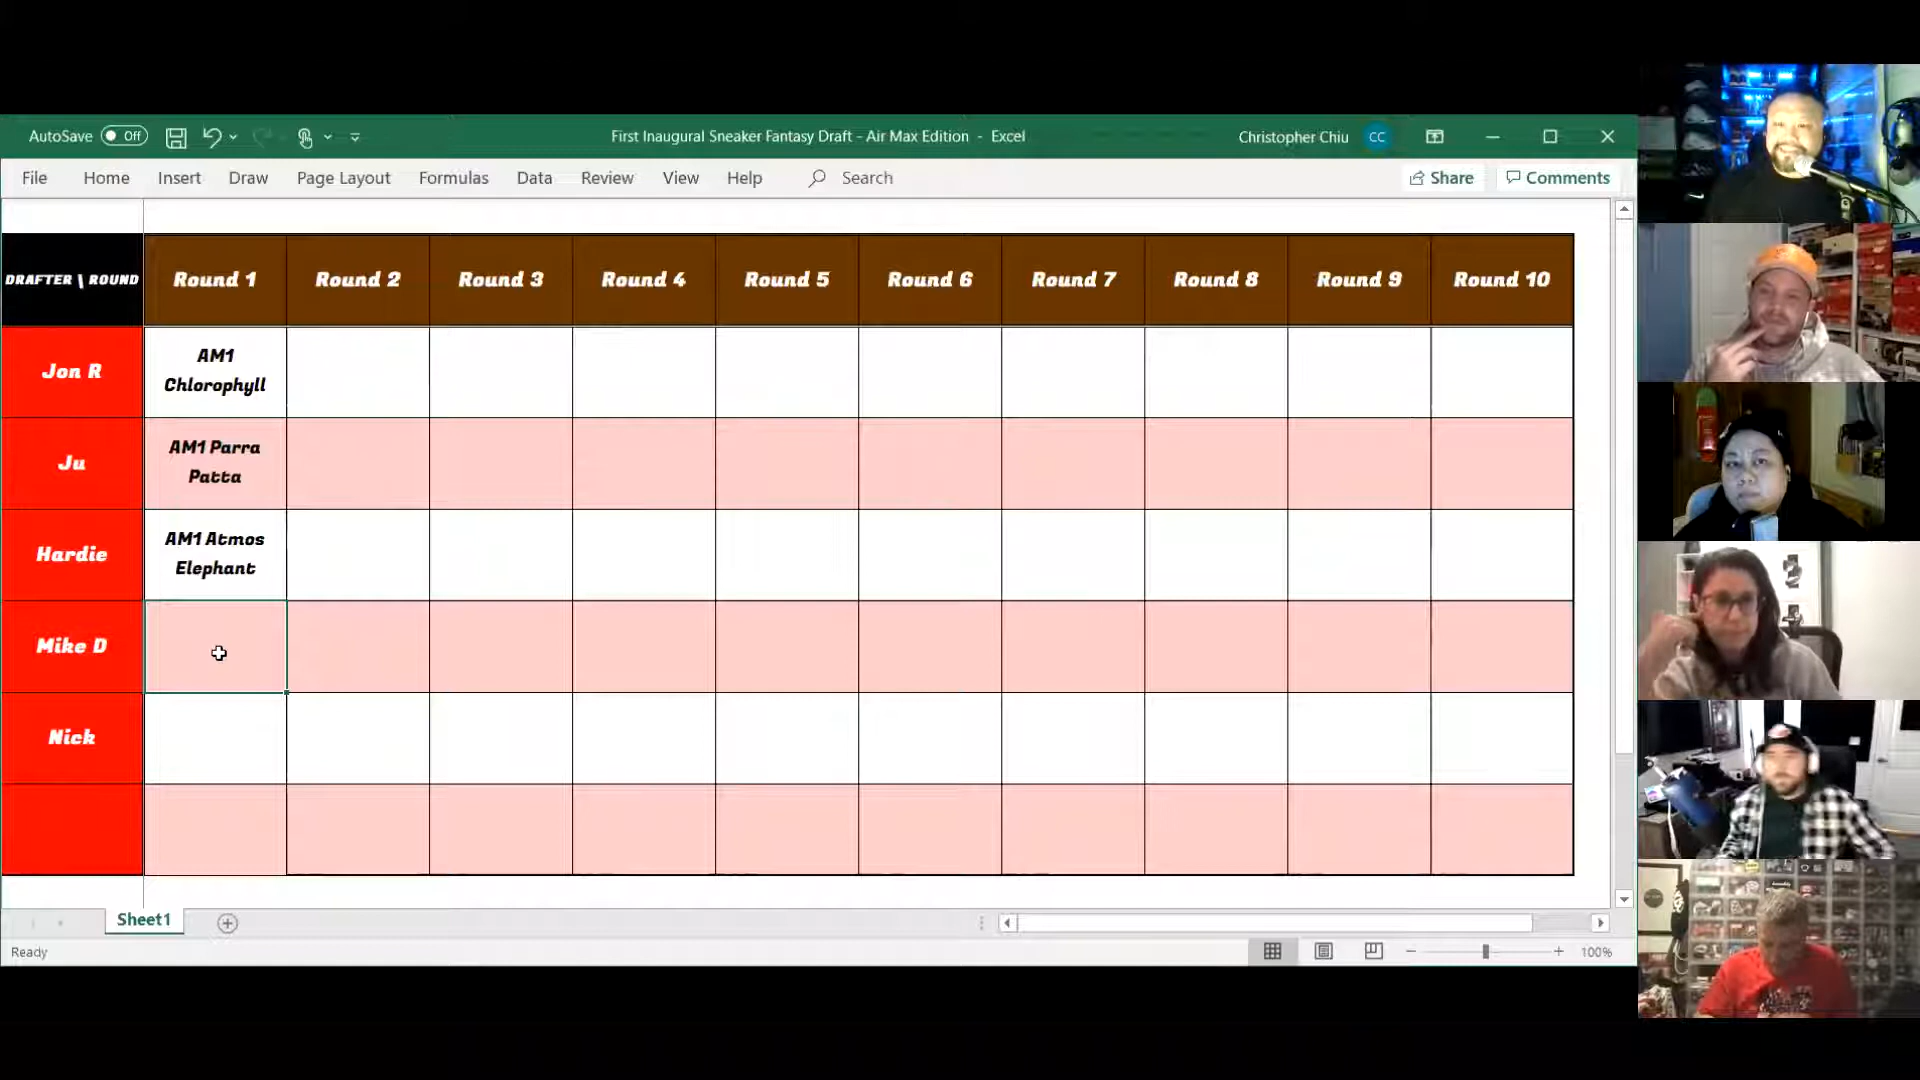 AutoSave Off
First Inaugural Sneaker Fantasy Draft - Air Max Edition - Excel
Christopher Chiu CC
File Home Insert Draw Page Layout Formulas Data Review View Help Search
Share Comments
DRAFTER \ ROUND Round 1 Round 2 Round 3 Round 4 Round 5 Round 6 Round 7 Round 8 Round 9 Round 10
Jon R
AM1
Chlorophyll
Ju
AM1 Parra
Patta
Hardie
AM1 Atmos
Elephant
Mike D
Nick
Sheet1
Ready
100%